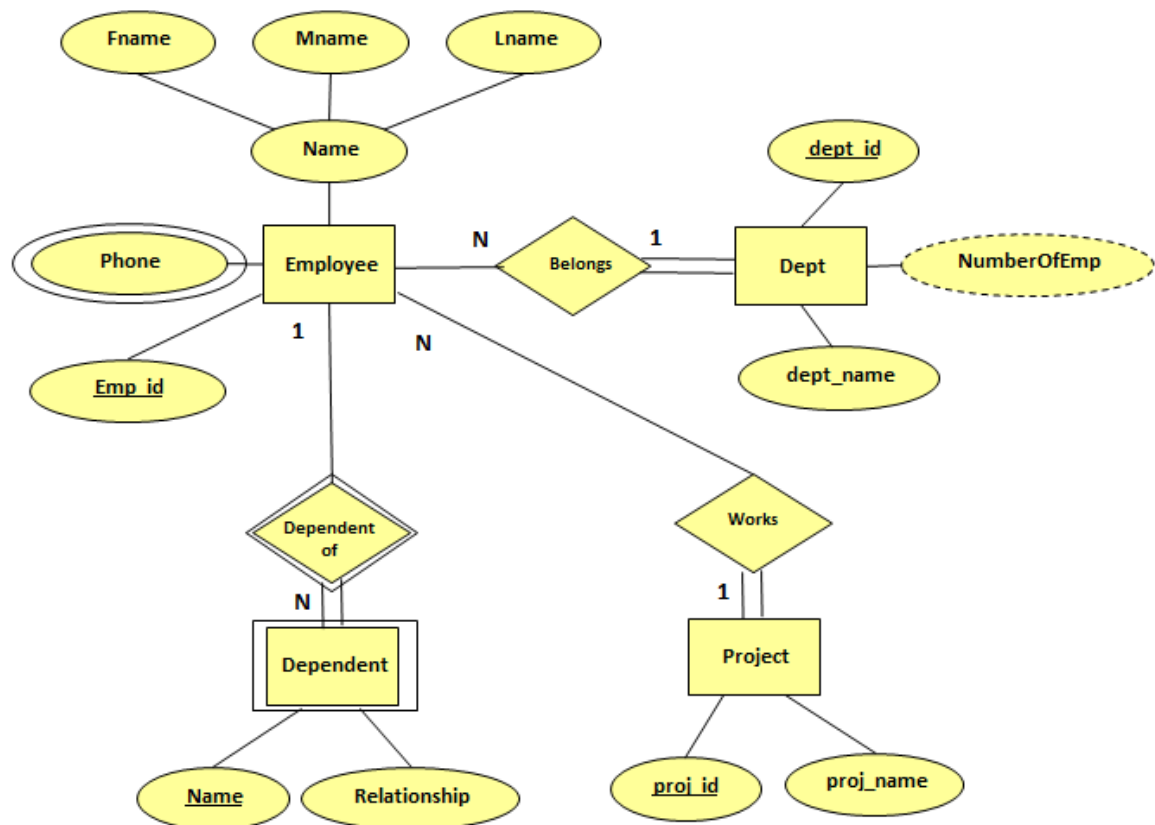 Fname
Mname
Lname
Name
dept_id
Phone
Employee
N
Belongs
1
Dept
NumberOfEmp
1
N
Emp_id
dept_name
Dependent
of
Works
N
1
Dependent
Project
Name
Relationship
proj_id
proj_name